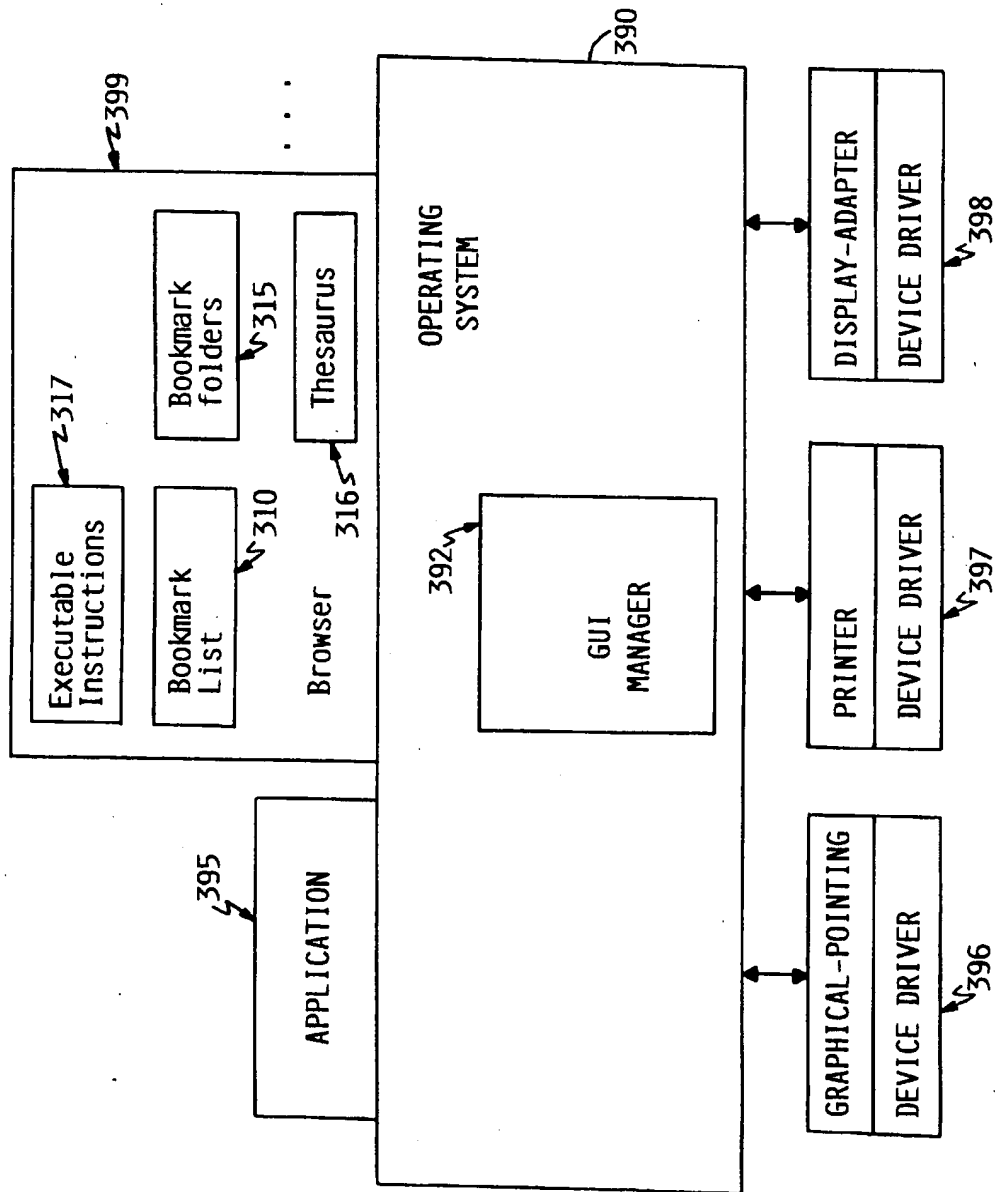 399
Executable
Instructions
317
Bookmark
List
310
Bookmark
folders
315
Browser
Thesaurus
316
. . .
395
APPLICATION
OPERATING
SYSTEM
390
392
GUI
MANAGER
GRAPHICAL-POINTING
DEVICE DRIVER
396
PRINTER
DEVICE DRIVER
397
DISPLAY-ADAPTER
DEVICE DRIVER
398